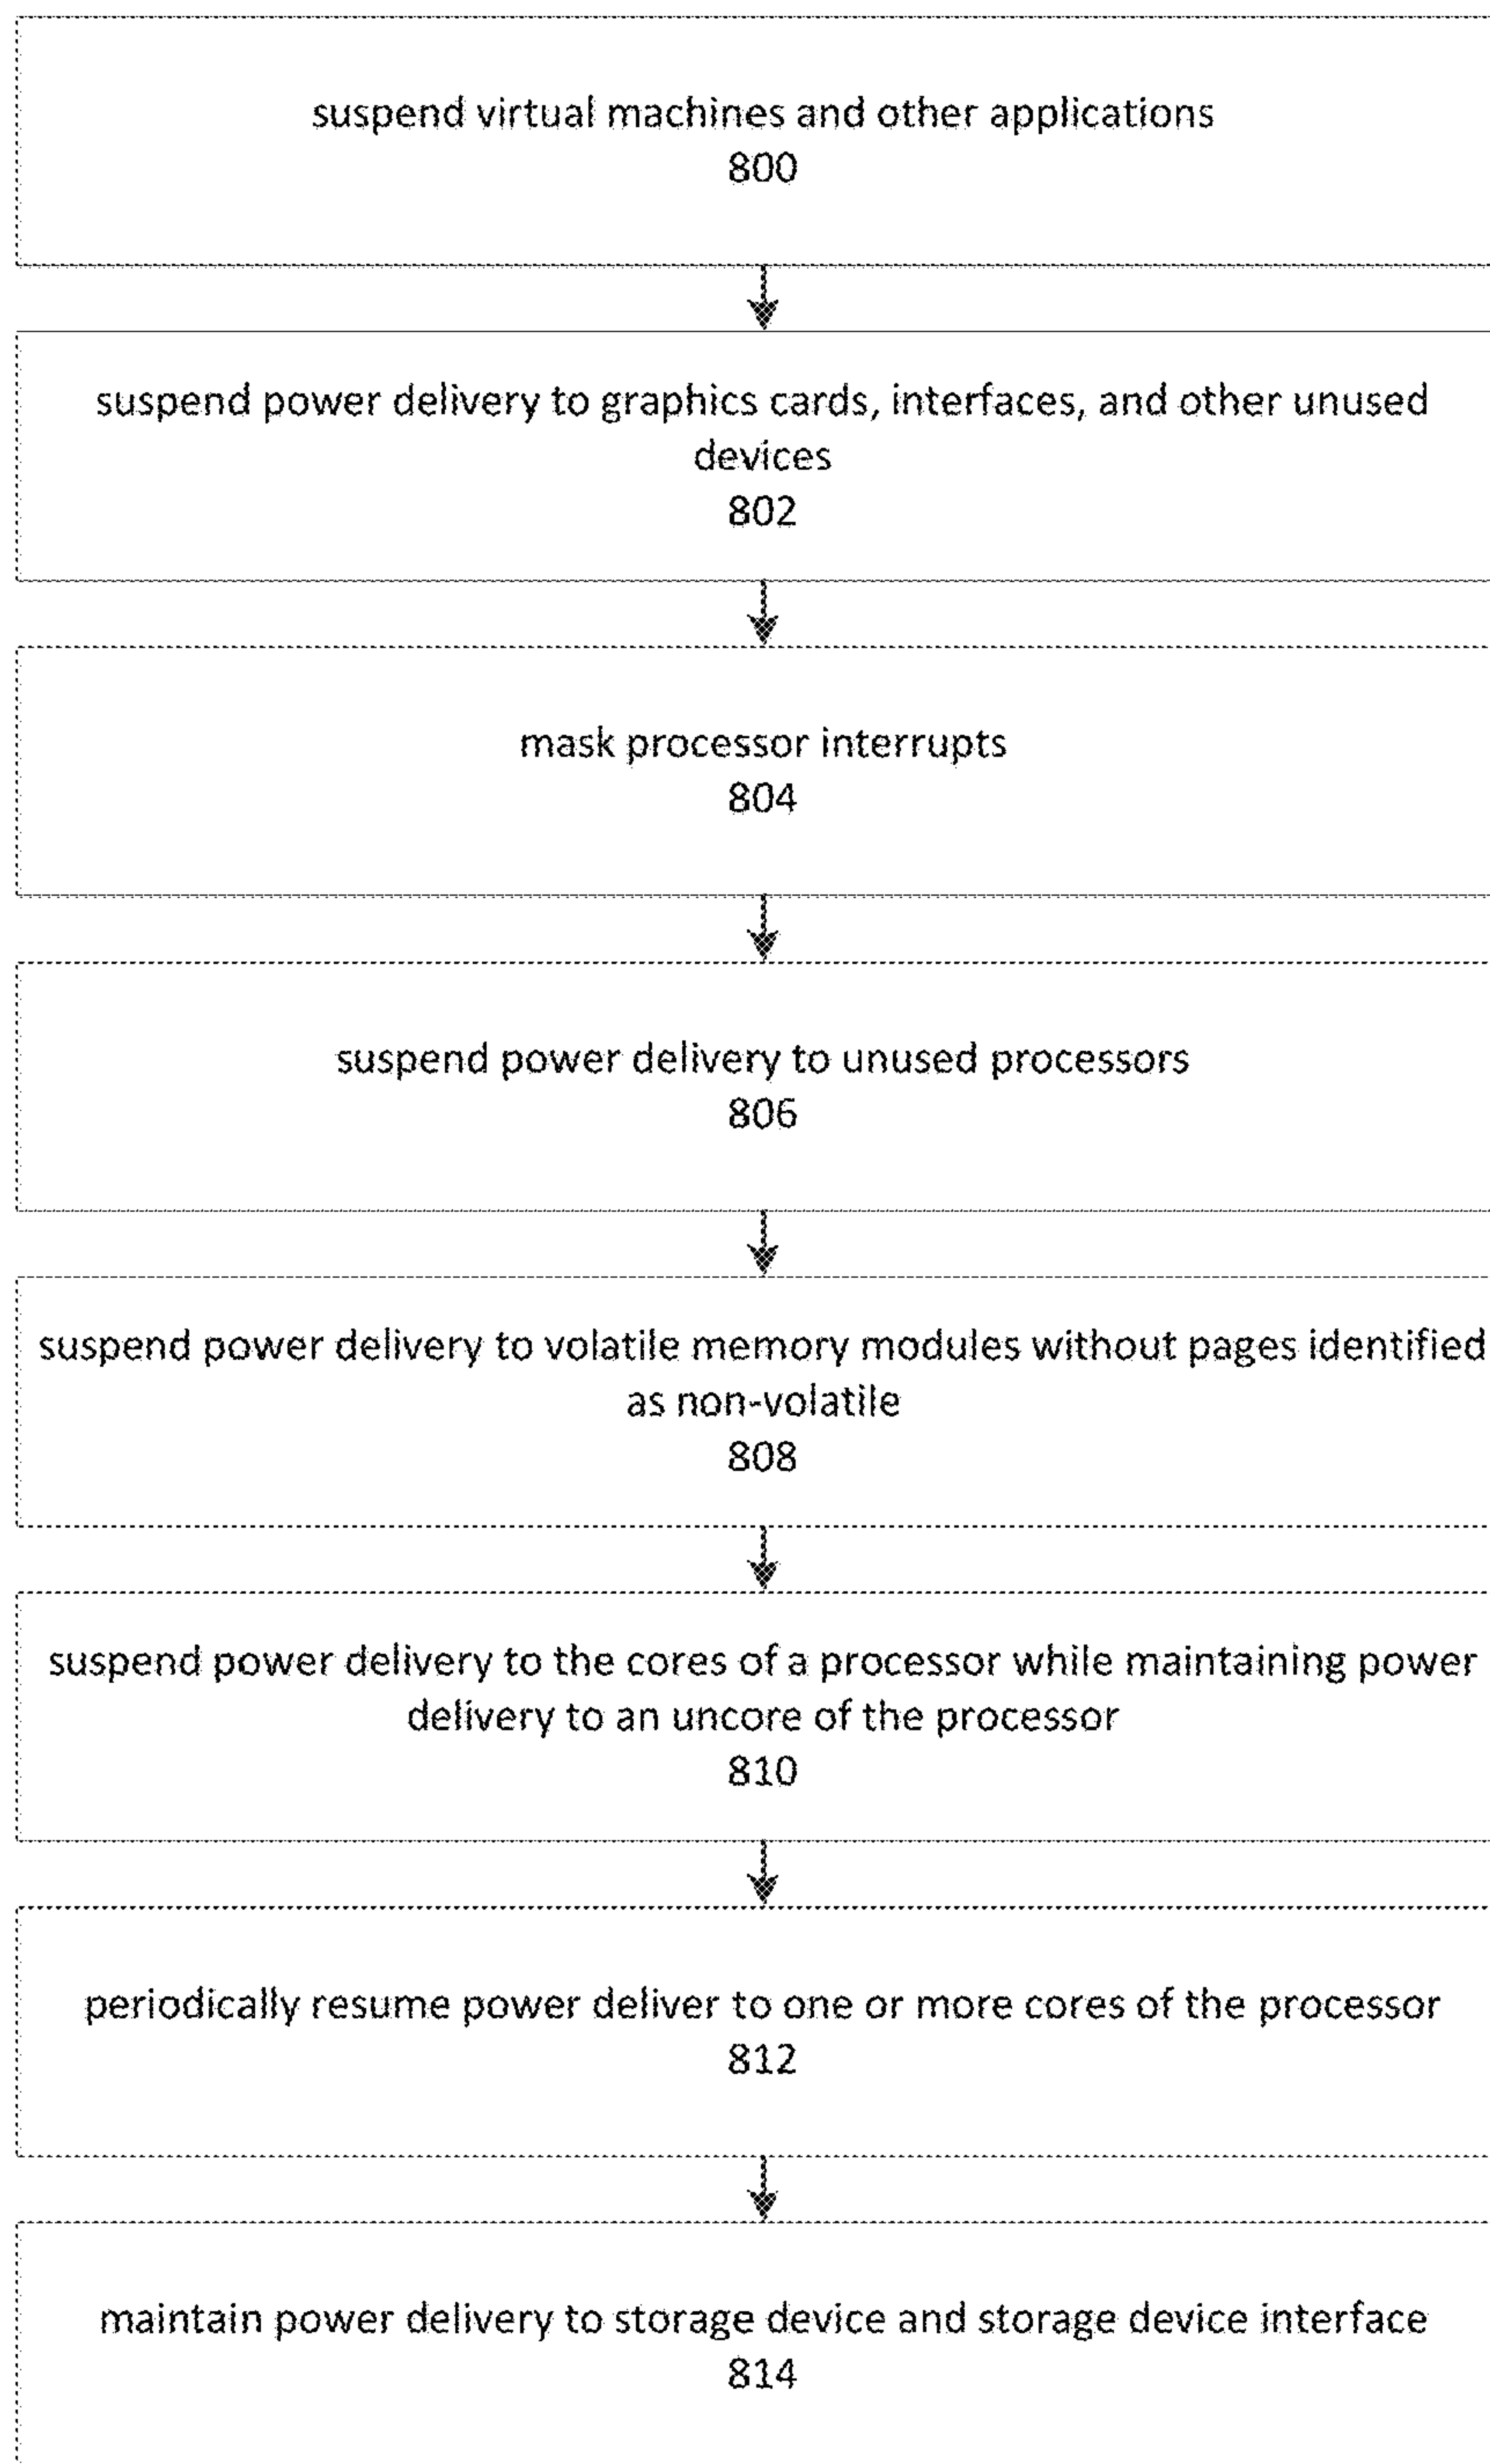 suspend virtual machines and other applications
800
suspend power delivery to graphics cards, interfaces, and other unused
devices
802
mask processor interrupts
804
suspend power delivery to unused processors
806
suspend power delivery to volatile memory modules without pages identified
as non-volatile
808
suspend power delivery to the cores of a processor while maintaining power
delivery to an uncore of the processor
810
periodically resume power deliver to one or more cores of the processor
812
maintain power delivery to storage device and storage device interface
814